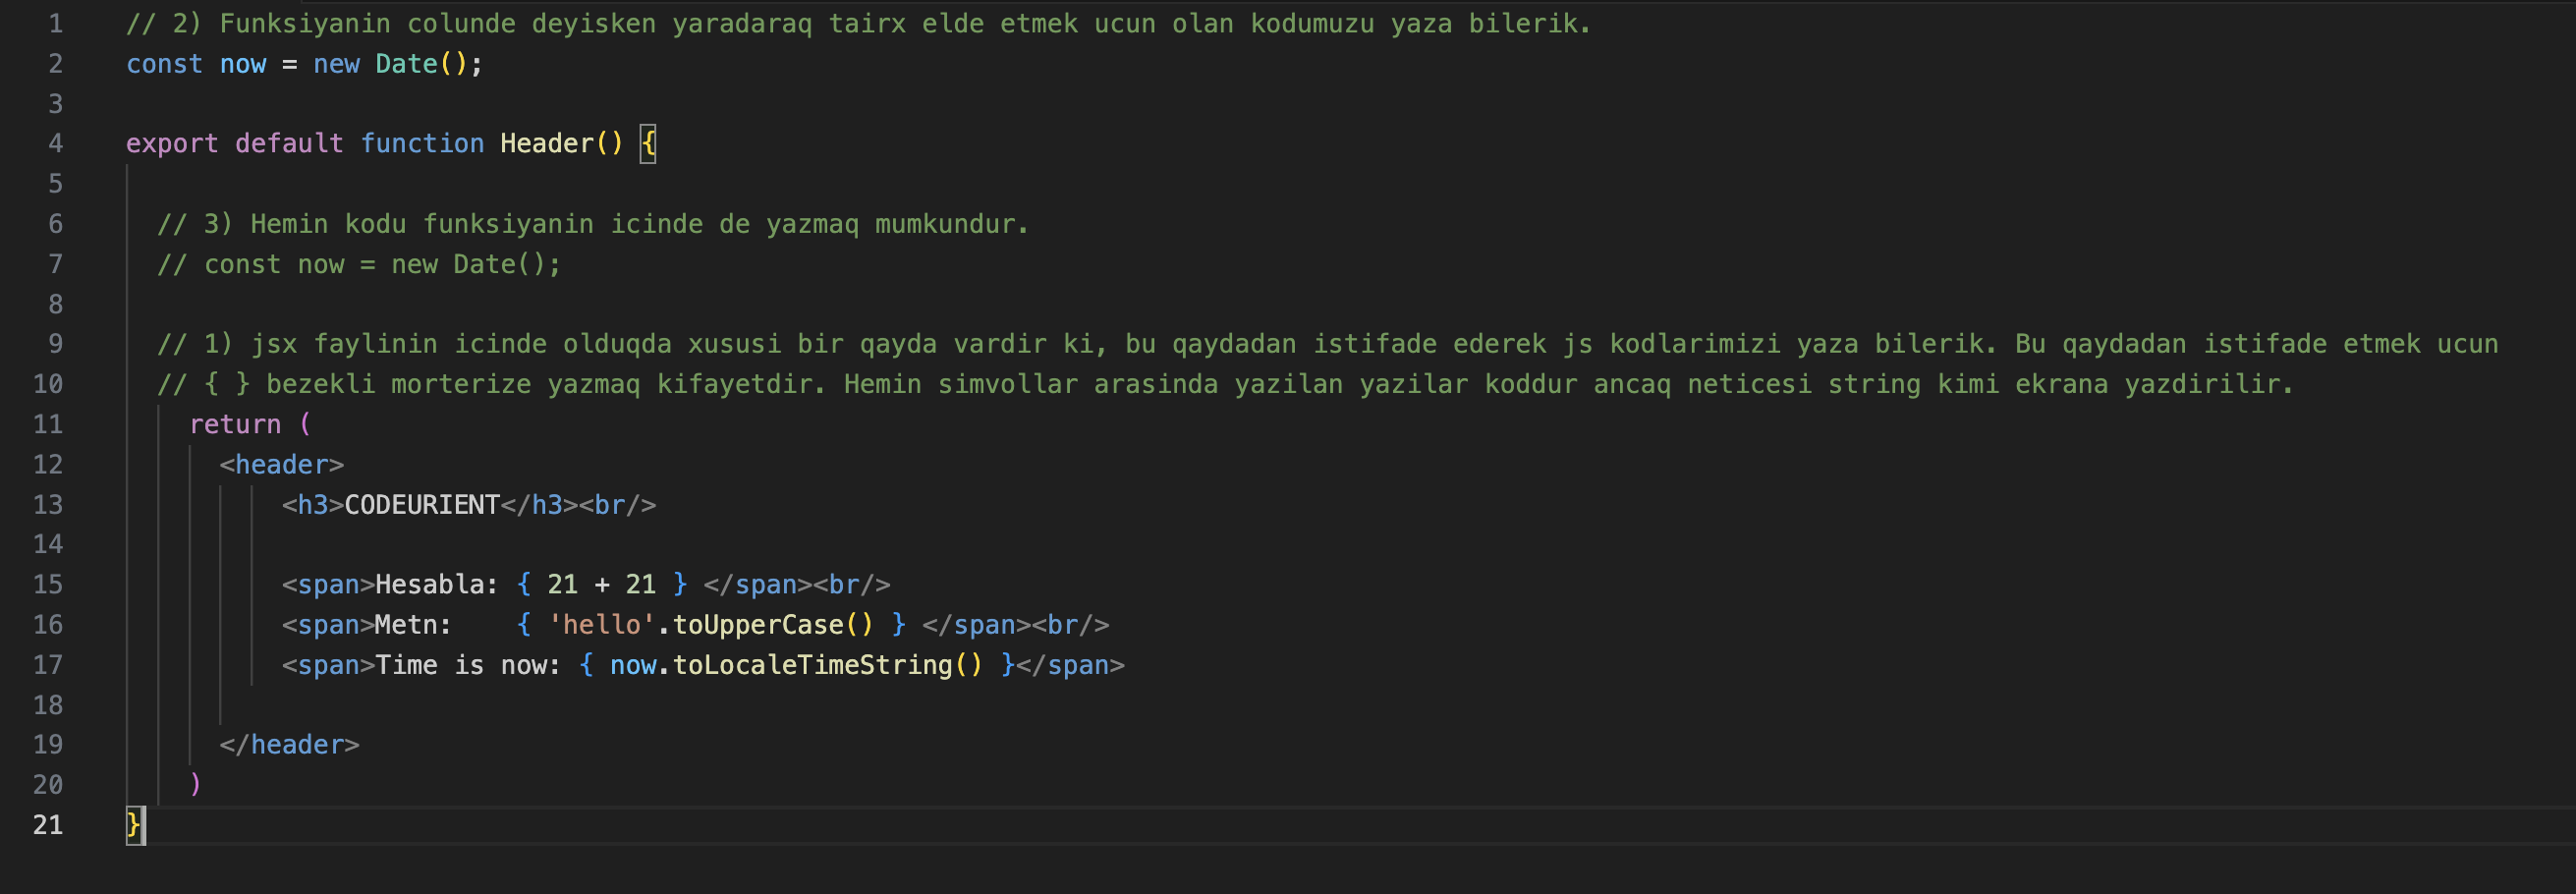 1 // 2) Funksiyanin colunde deyisken yaradaraq tairx elde etmek ucun olan kodumuzu yaza bilerik.
2 const now = new Date();
3
4 export default function Header() {
5
6 // 3) Hemin kodu funksiyanin icinde de yazmaq mumkundur.
7 // const now = new Date();
8
9 // 1) jsx faylinin icinde olduqda xususi bir qayda vardir ki, bu qaydadan istifade ederek js kodlarimizi yaza bilerik. Bu qaydadan istifade etmek ucun
10 // { } bezekli morterize yazmaq kifayetdir. Hemin simvollar arasinda yazilan yazilar koddur ancaq neticesi string kimi ekrana yazdirilir.
11 return (
12 <header>
13 <h3>CODEURIENT</h3><br/>
14
15 <span>Hesabla: { 21 + 21 } </span><br/>
16 <span>Metn:    { 'hello'.toUpperCase() } </span><br/>
17 <span>Time is now: { now.toLocaleTimeString() }</span>
18
19 </header>
20 )
21 }